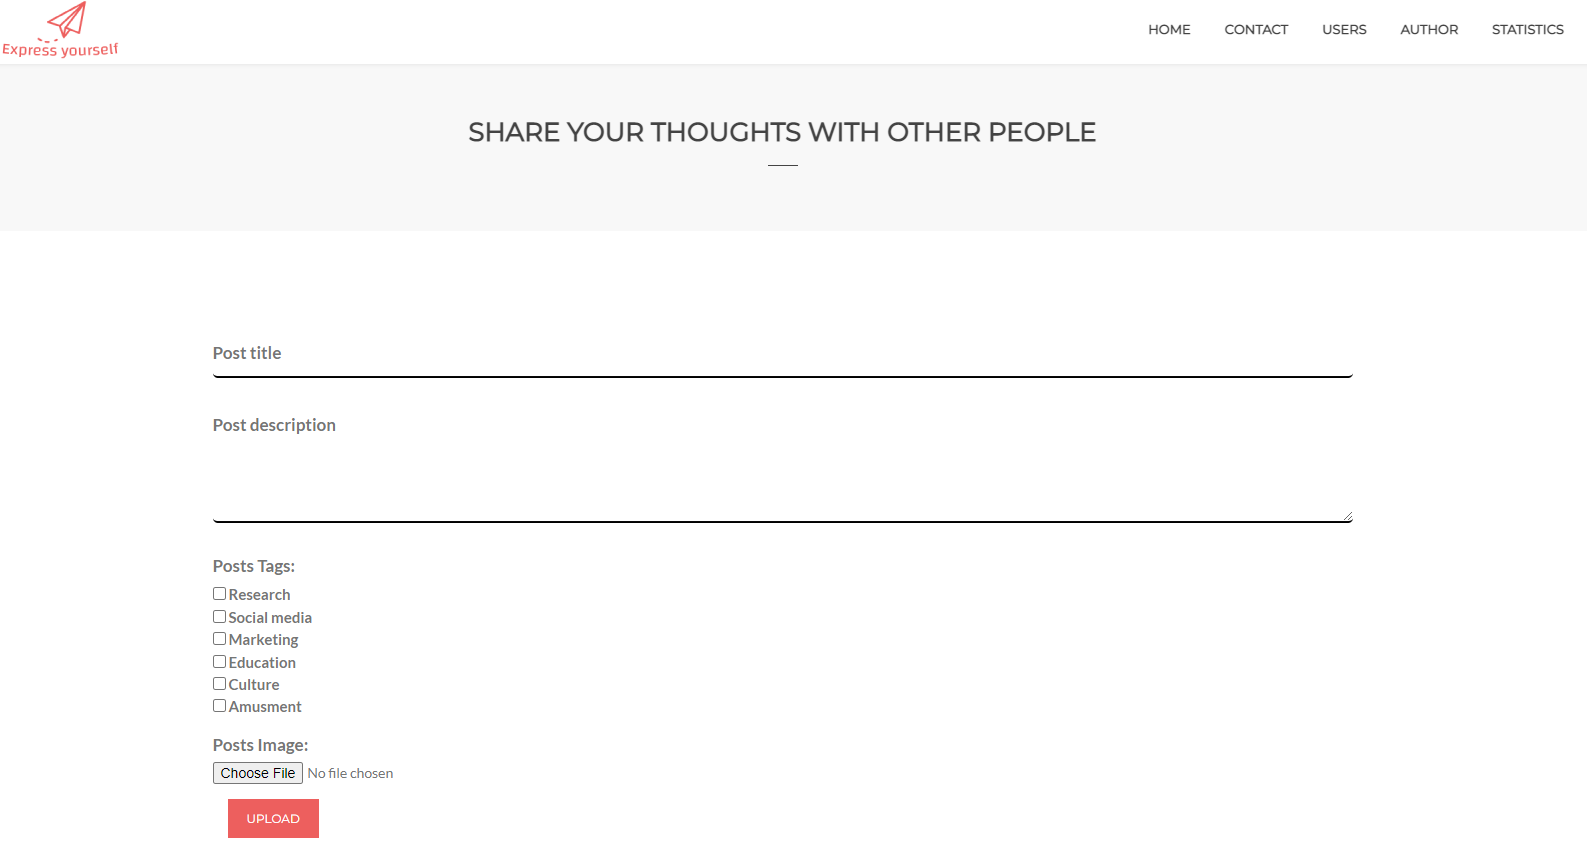 Express yourself
HOME CONTACT USERS AUTHOR STATISTICS
SHARE YOUR THOUGHTS WITH OTHER PEOPLE
Post title
Post description
Posts Tags:
Research
Social media
Marketing
Education
Culture
Amusment
Posts Image:
Choose File No file chosen
UPLOAD